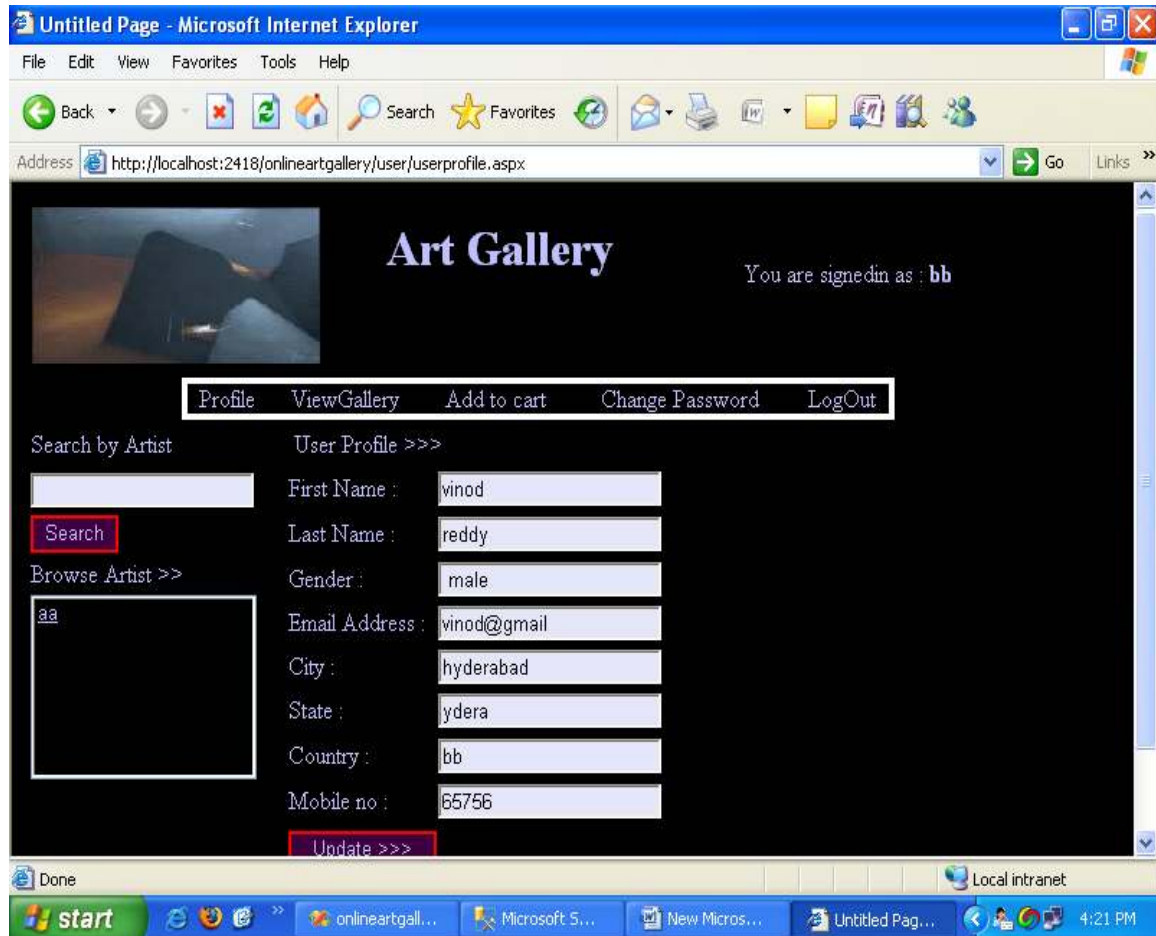 Untitled Page - Microsoft Internet Explorer
File Edit View Favorites Tools Help
Back Search Favorites
Address http://localhost:2418/onlineartgallery/user/userprofile.aspx Go Links »
Art Gallery
You are signedin as : bb
Profile ViewGallery Add to cart Change Password LogOut
Search by Artist
Search
Browse Artist >>
aa
User Profile >>>
First Name : vinod
Last Name : reddy
Gender : male
Email Address : vinod@gmail
City : hyderabad
State : ydera
Country : bb
Mobile no : 65756
Update >>>
Done Local intranet
start » onlineartgall... Microsoft S... New Micros... Untitled Pag... 4:21 PM